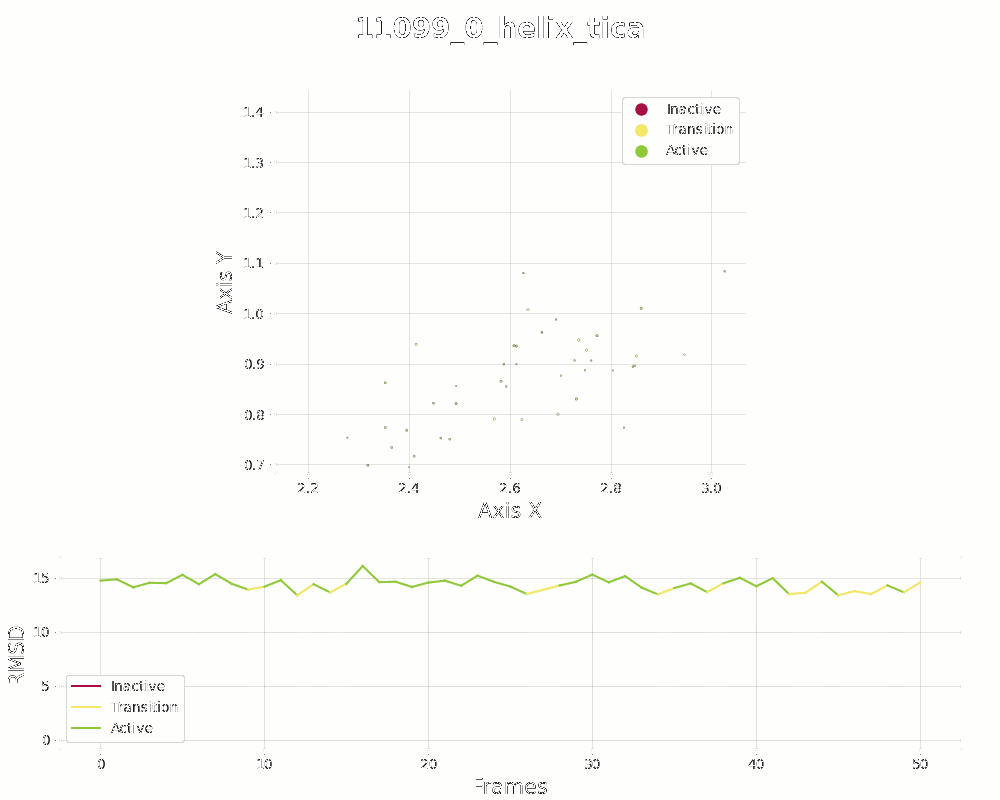 11099_0_helix_tica
Inactive
Transition
Active
1.4
1.3
1.2
1.1
1.0
0.9
0.8
0.7
Axis Y
2.2 2.4 2.6 2.8 3.0
Axis X
15
10
5
0
RMSD
Inactive
Transition
Active
0 10 20 30 40 50
Frames